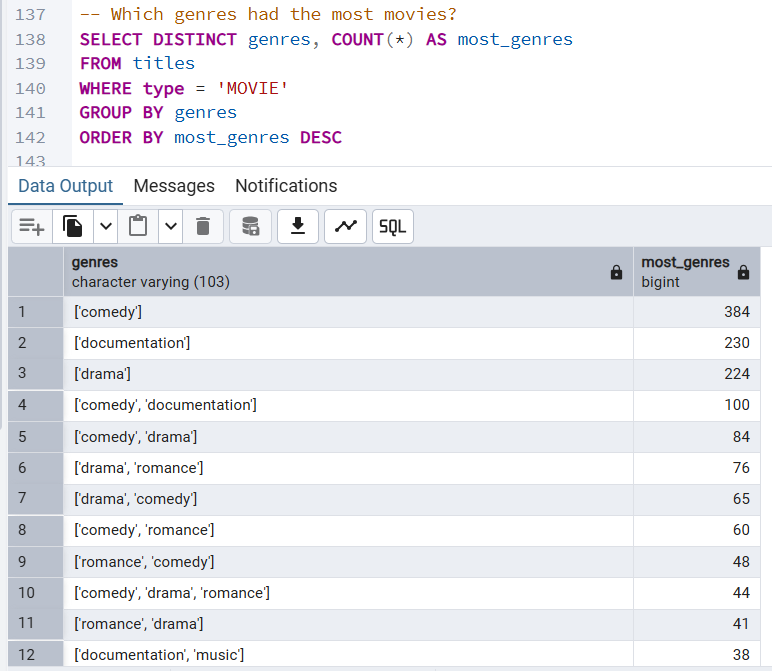 137 -- Which genres had the most movies?
138 SELECT DISTINCT genres, COUNT(*) AS most_genres
139 FROM titles
140 WHERE type = 'MOVIE'
141 GROUP BY genres
142 ORDER BY most_genres DESC
143
Data Output Messages Notifications
SQL
genres most_genres
character varying (103) bigint
1 ['comedy'] 384
2 ['documentation'] 230
3 ['drama'] 224
4 ['comedy', 'documentation'] 100
5 ['comedy', 'drama'] 84
6 ['drama', 'romance'] 76
7 ['drama', 'comedy'] 65
8 ['comedy', 'romance'] 60
9 ['romance', 'comedy'] 48
10 ['comedy', 'drama', 'romance'] 44
11 ['romance', 'drama'] 41
12 ['documentation', 'music'] 38